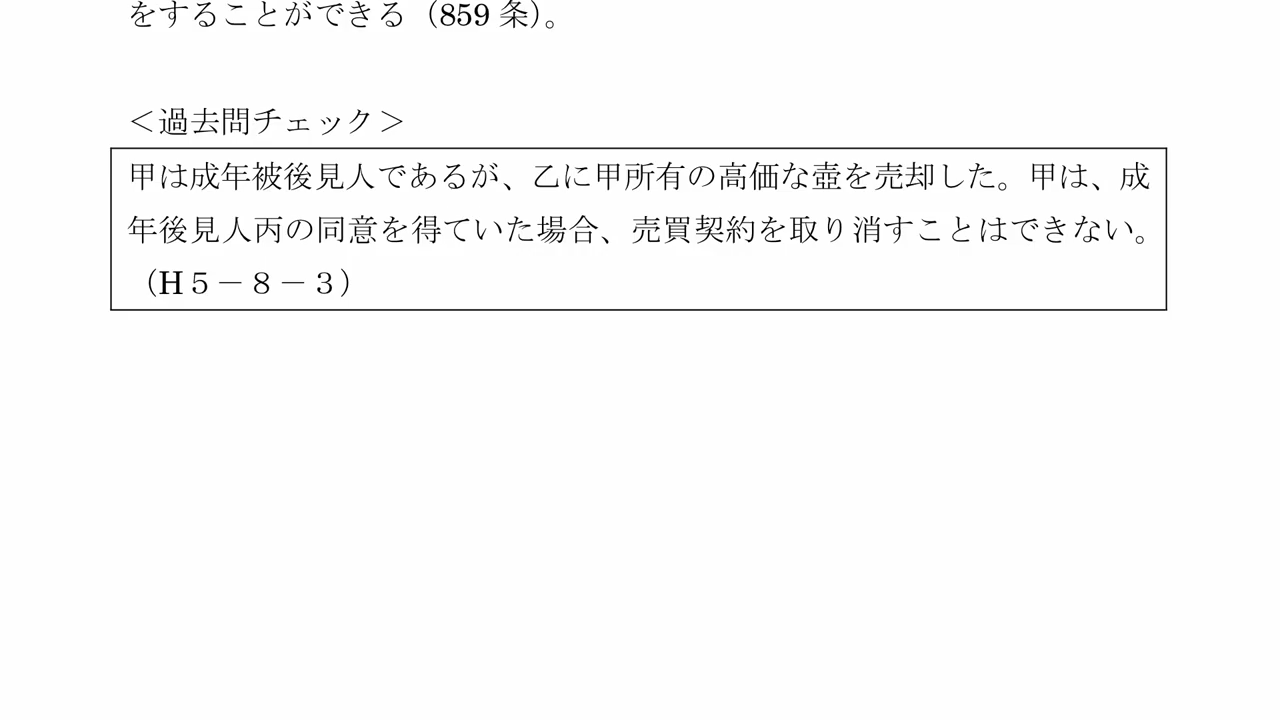 をすることができる（859 条）。
＜過去問チェック＞
甲は成年被後見人であるが、乙に甲所有の高価な壺を売却した。甲は、成
年後見人丙の同意を得ていた場合、売買契約を取り消すことはできない。
（H５－８－３）